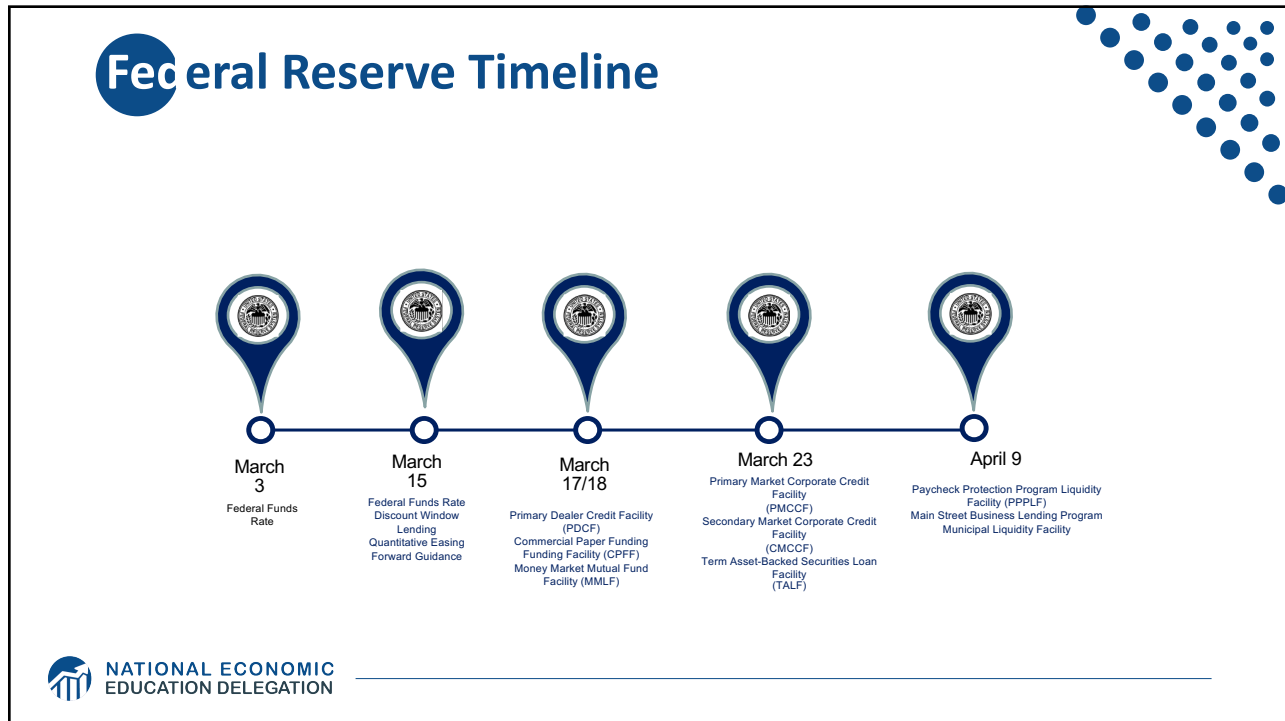 Federal Reserve Timeline
March
3
Federal Funds
Rate
March
15
Federal Funds Rate
Discount Window
Lending
Quantitative Easing
Forward Guidance
March
17/18
Primary Dealer Credit Facility
(PDCF)
Commercial Paper Funding
Funding Facility (CPFF)
Money Market Mutual Fund
Facility (MMLF)
March 23
Primary Market Corporate Credit
Facility
(PMCCF)
Secondary Market Corporate Credit
Facility
(CMCCF)
Term Asset-Backed Securities Loan
Facility
(TALF)
April 9
Paycheck Protection Program Liquidity
Facility (PPPLF)
Main Street Business Lending Program
Municipal Liquidity Facility
NATIONAL ECONOMIC
EDUCATION DELEGATION